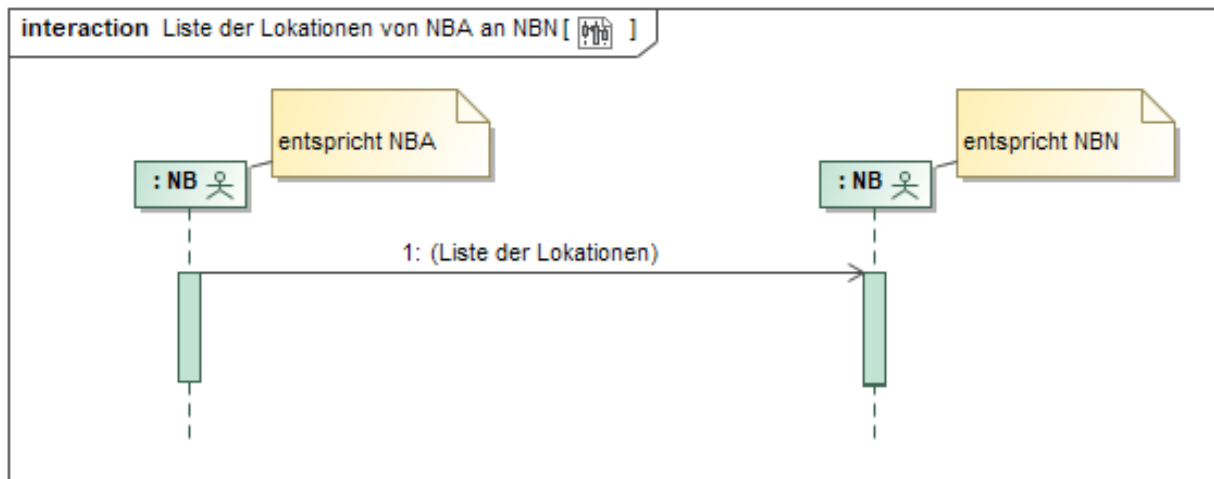 interaction Liste der Lokationen von NBA an NBN [ ]
entspricht NBA
entspricht NBN
: NB
: NB
1: (Liste der Lokationen)